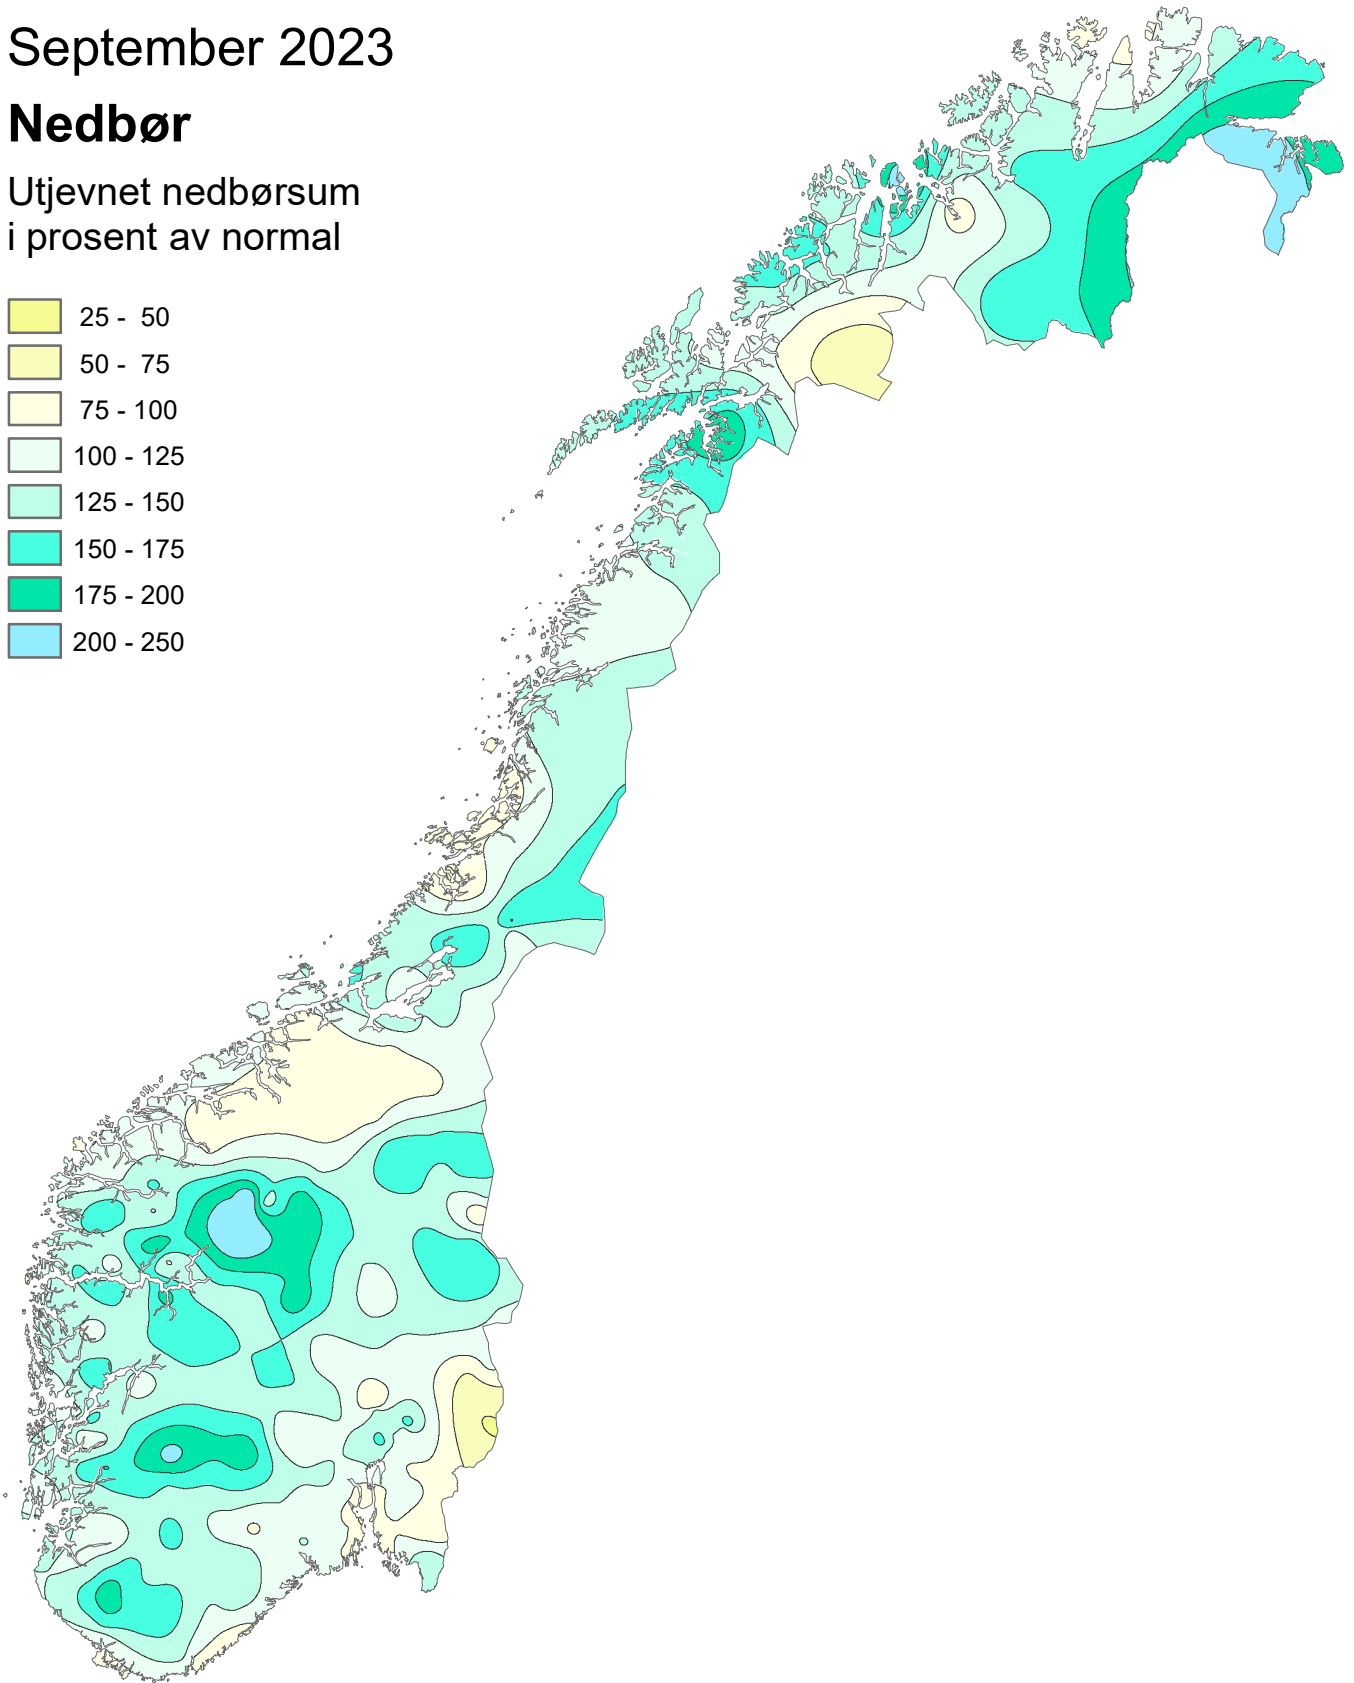 September 2023
Nedbør
Utjevnet nedbørsum
i prosent av normal
25 - 50
50 - 75
75 - 100
100 - 125
125 - 150
150 - 175
175 - 200
200 - 250